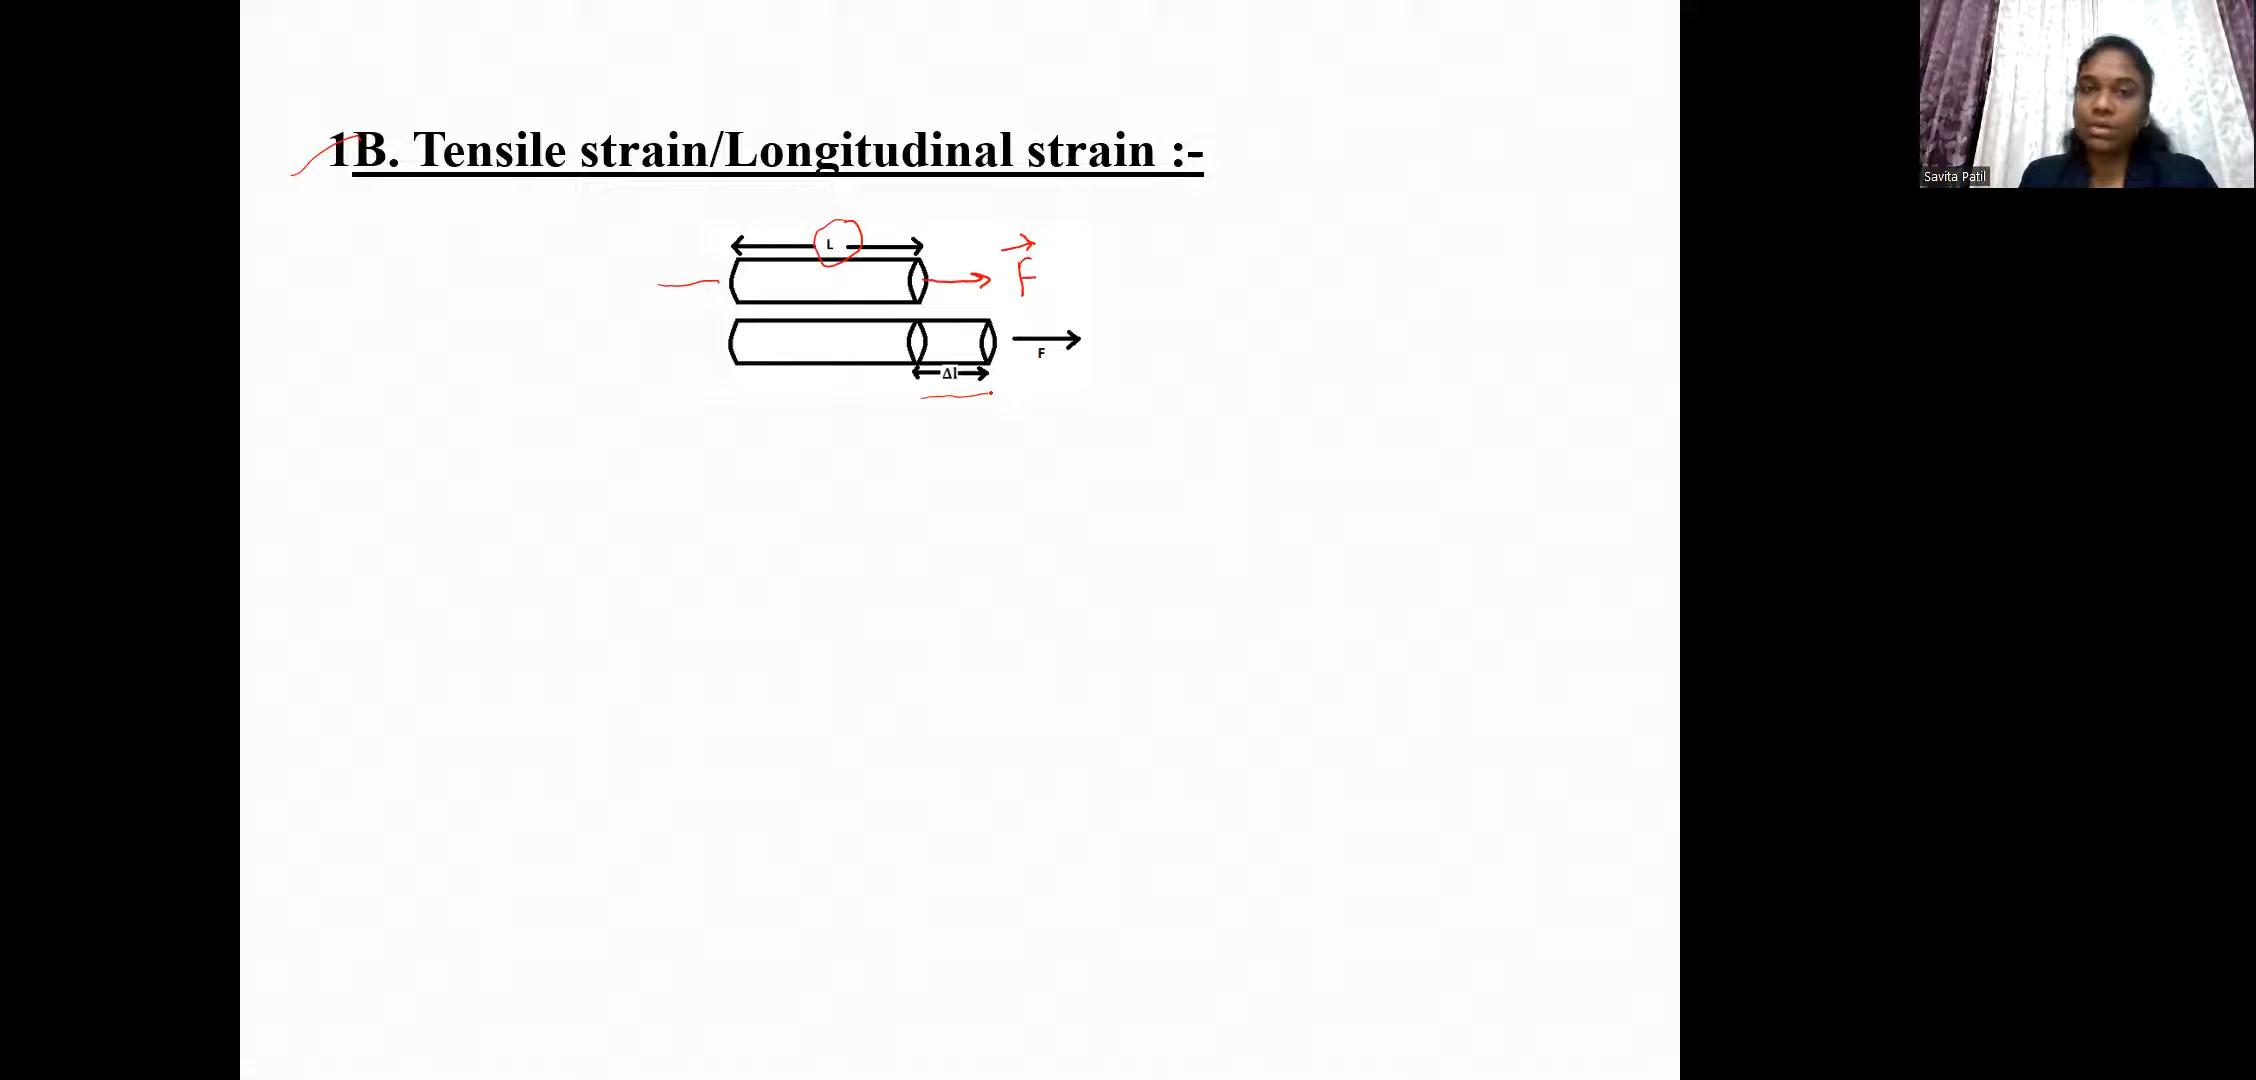 1B. Tensile strain/Longitudinal strain :-
L
F
F
Δl
Savita Patil